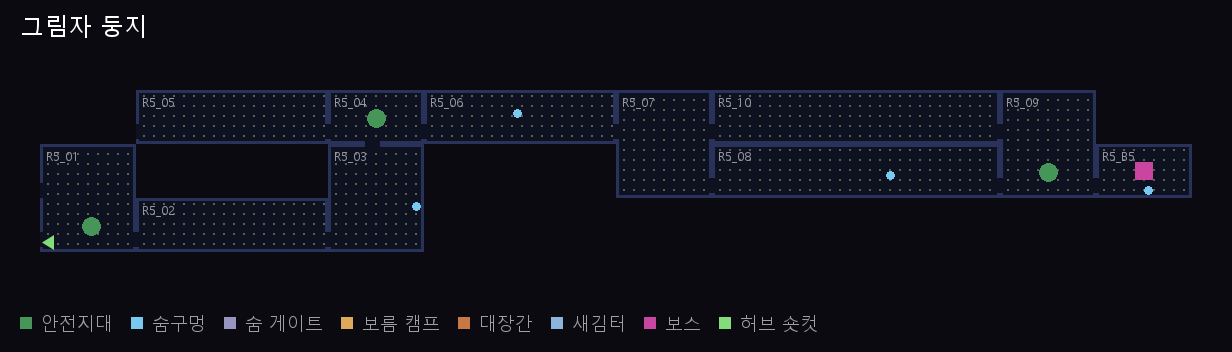 그림자 둥지
R5_05
R5_04
R5_06
R5_07
R5_10
R5_09
R5_01
R5_03
R5_08
R5_B5
R5_02
안전지대
숨구멍
숨 게이트
보름 캠프
대장간
새김터
보스
허브 숏컷